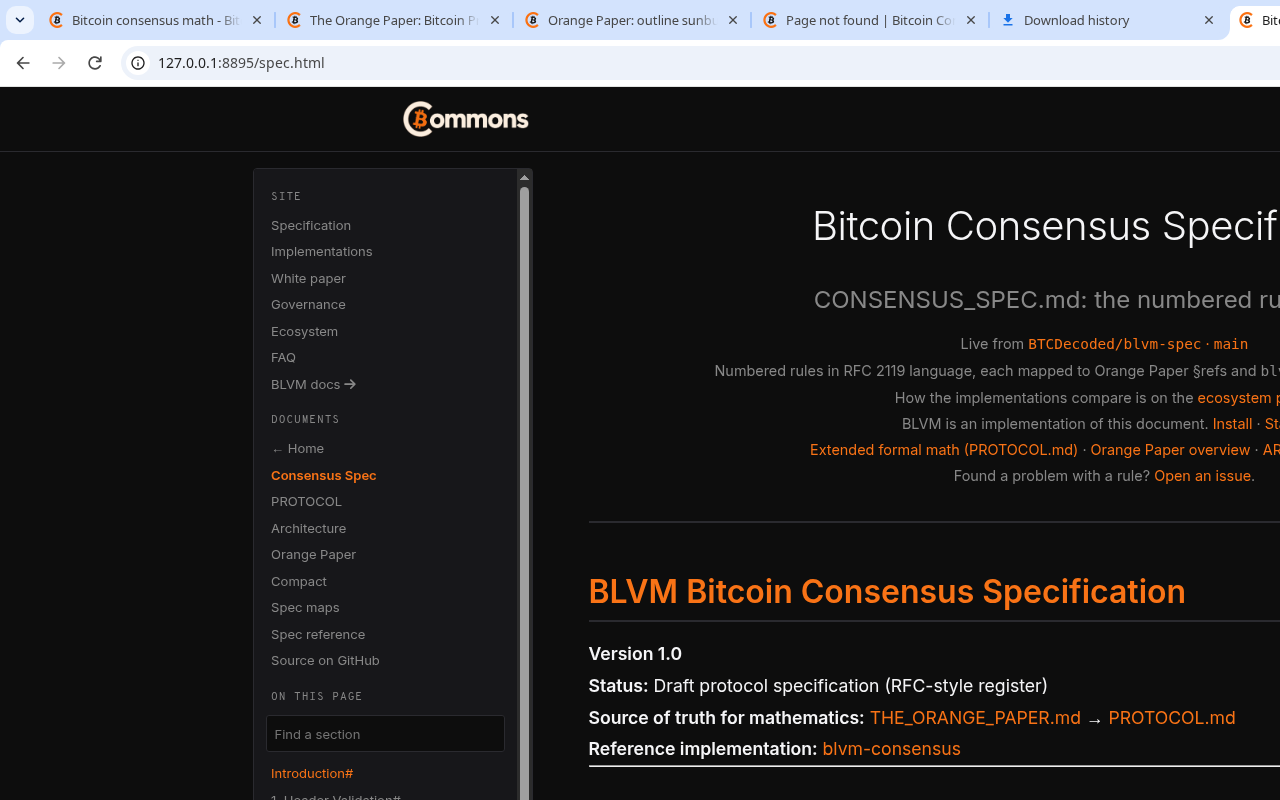 Bitcoin consensus math - Bit
The Orange Paper: Bitcoin P
Orange Paper: outline sunbu
Page not found | Bitcoin Co
Download history
Bitc
127.0.0.1:8895/spec.html
Commons
SITE
Specification
Implementations
White paper
Governance
Ecosystem
FAQ
BLVM docs →
DOCUMENTS
← Home
Consensus Spec
PROTOCOL
Architecture
Orange Paper
Compact
Spec maps
Spec reference
Source on GitHub
ON THIS PAGE
Find a section
Introduction#
1. Header Validation#
Bitcoin Consensus Specif
CONSENSUS_SPEC.md: the numbered ru
Live from BTCDecoded/blvm-spec · main
Numbered rules in RFC 2119 language, each mapped to Orange Paper §refs and blv
How the implementations compare is on the ecosystem p
BLVM is an implementation of this document. Install · Sta
Extended formal math (PROTOCOL.md) · Orange Paper overview · AR
Found a problem with a rule? Open an issue.
BLVM Bitcoin Consensus Specification
Version 1.0
Status: Draft protocol specification (RFC-style register)
Source of truth for mathematics: THE_ORANGE_PAPER.md → PROTOCOL.md
Reference implementation: blvm-consensus